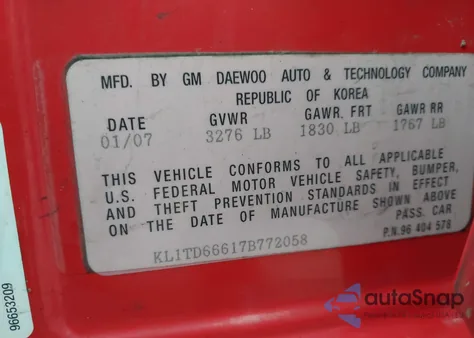 MFD. BY GM DAEWOO AUTO & TECHNOLOGY COMPANY
REPUBLIC OF KOREA
DATE GVWR GAWR. FRT GAWR RR
01/07 3276 LB 1830 LB 1767 LB
THIS VEHICLE CONFORMS TO ALL APPLICABLE
U.S. FEDERAL MOTOR VEHICLE SAFETY, BUMPER,
AND THEFT PREVENTION STANDARDS IN EFFECT
ON THE DATE OF MANUFACTURE SHOWN ABOVE
PASS. CAR
KL1TD66617B772058
P.N.96 404 578
96653209
autoSnap